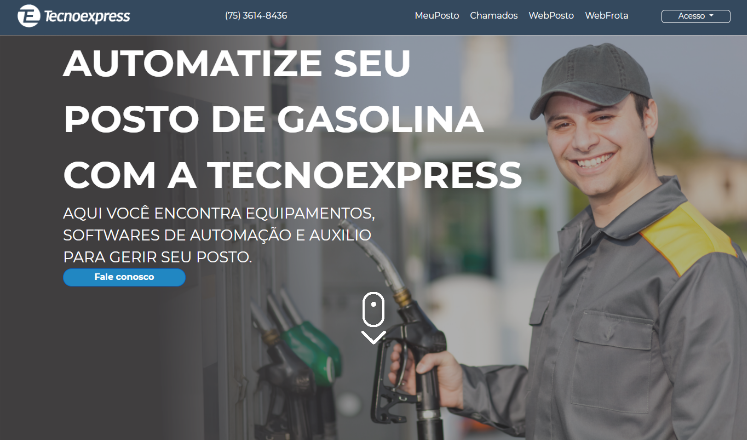 Tecnoexpress
(75) 3614-8436
MeuPosto
Chamados
WebPosto
WebFrota
Acesso
AUTOMATIZE SEU
POSTO DE GASOLINA
COM A TECNOEXPRESS
AQUI VOCÊ ENCONTRA EQUIPAMENTOS,
SOFTWARES DE AUTOMAÇÃO E AUXILIO
PARA GERIR SEU POSTO.
Fale conosco